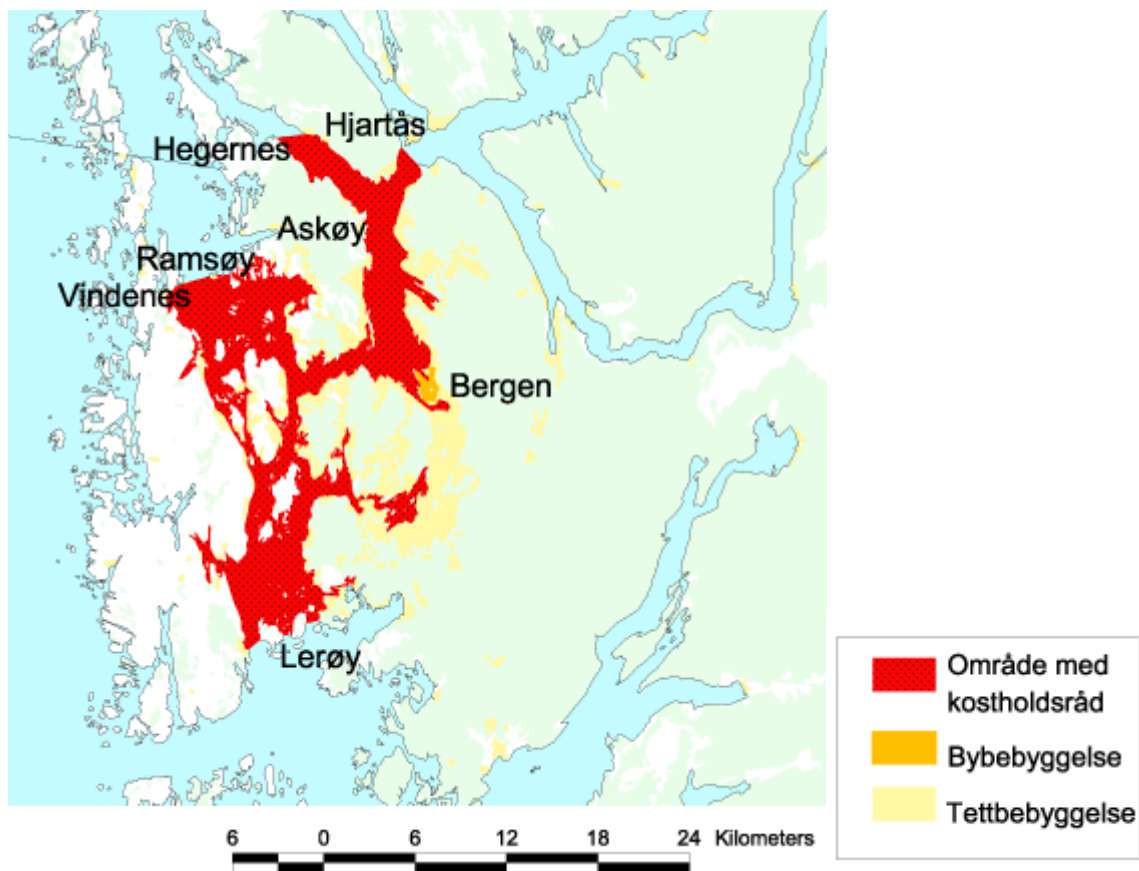 Hjartås
Hegernes
Askøy
Ramsøy
Vindenes
Bergen
Lerøy
Område med
kostholdsråd
Bybebyggelse
Tettbebyggelse
6 0 6 12 18 24 Kilometers